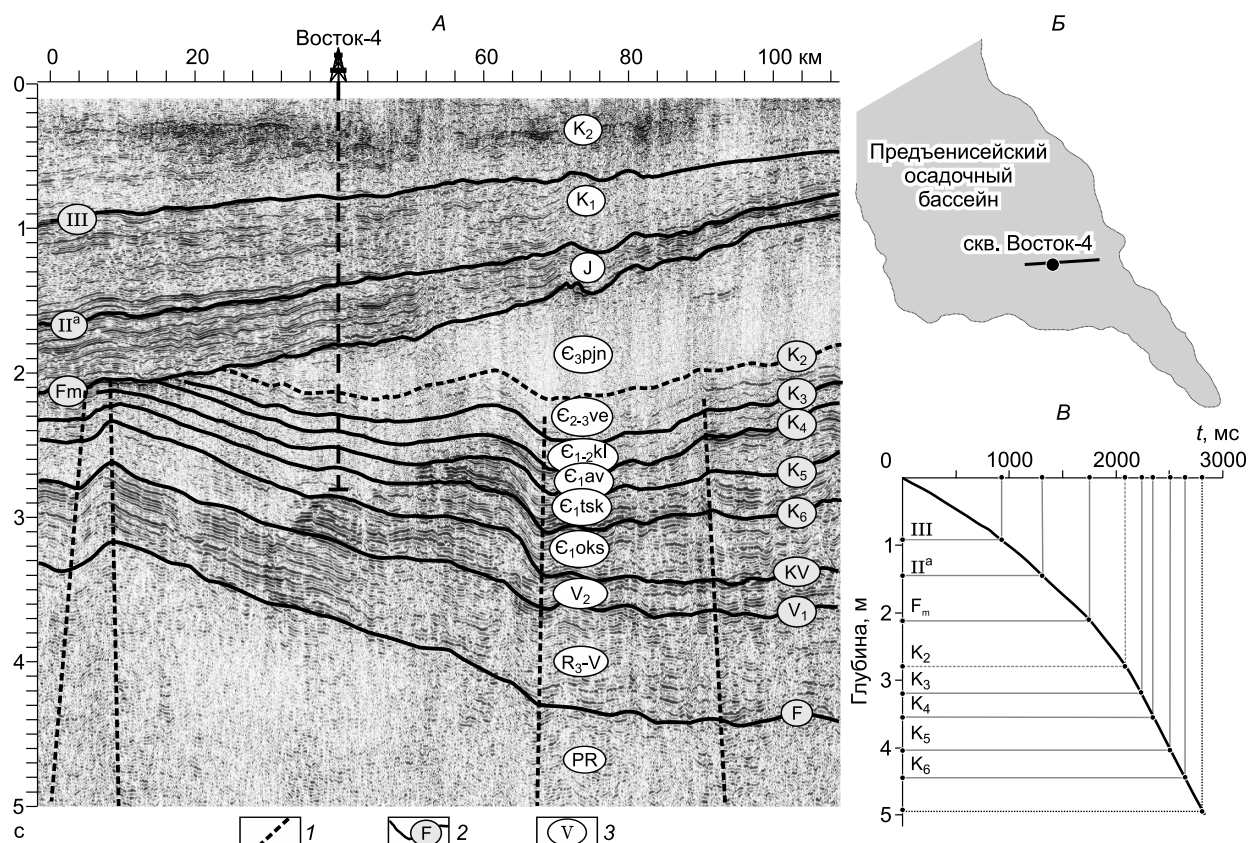 А
Восток-4
0 20 60 80 100 км
0
1
2
3
4
5
с
K₂
III
K₁
J
IIᵃ
Є₃pjn
K₂
Fm
K₃
Є₂₋₃ve
K₄
Є₁₋₂kl
K₅
Є₁av
Є₁tsk
K₆
Є₁oks
KV
V₂
V₁
R₃-V
F
PR
1
F 2
V 3
Б
Предъенисейский
осадочный
бассейн
скв. Восток-4
В
t, мс
0 1000 2000 3000
III
1
IIᵃ
2
Fₘ
K₂
3
K₃
K₄
4
K₅
K₆
5
Глубина, м